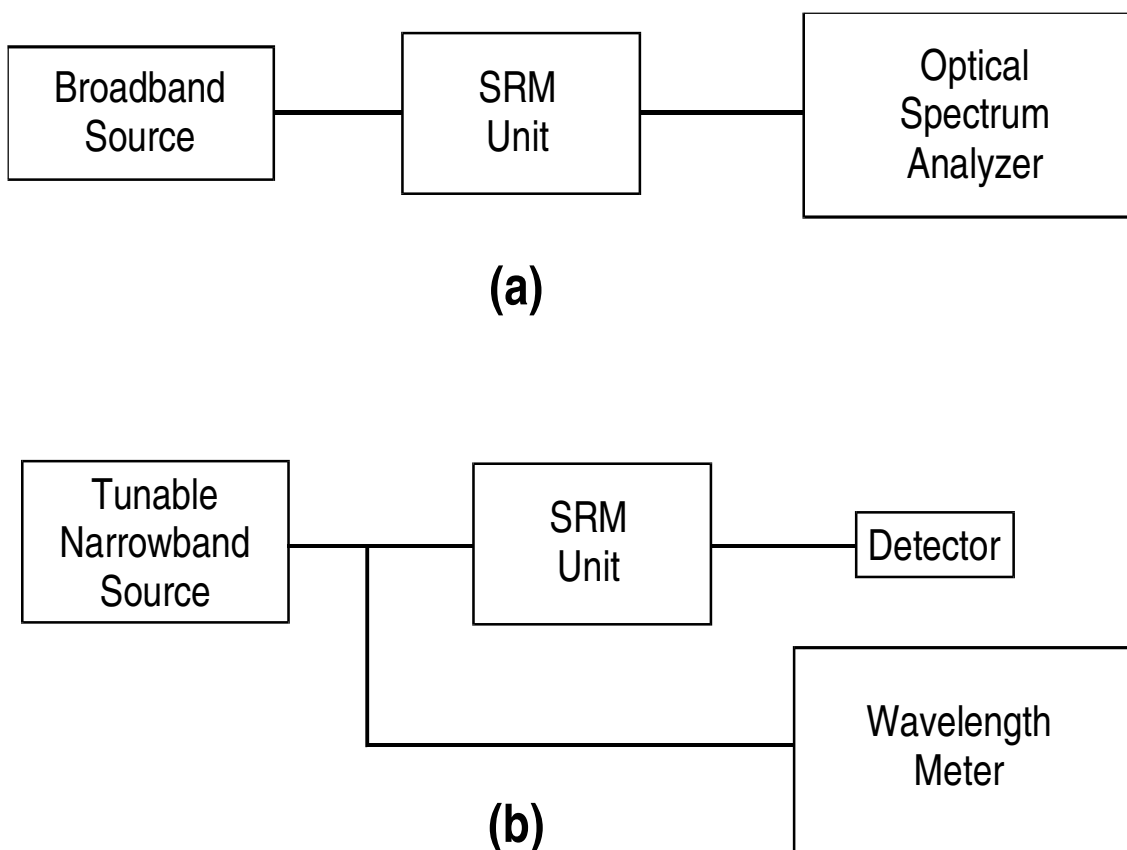 Broadband
Source
SRM
Unit
Optical
Spectrum
Analyzer
(a)
Tunable
Narrowband
Source
SRM
Unit
Detector
Wavelength
Meter
(b)